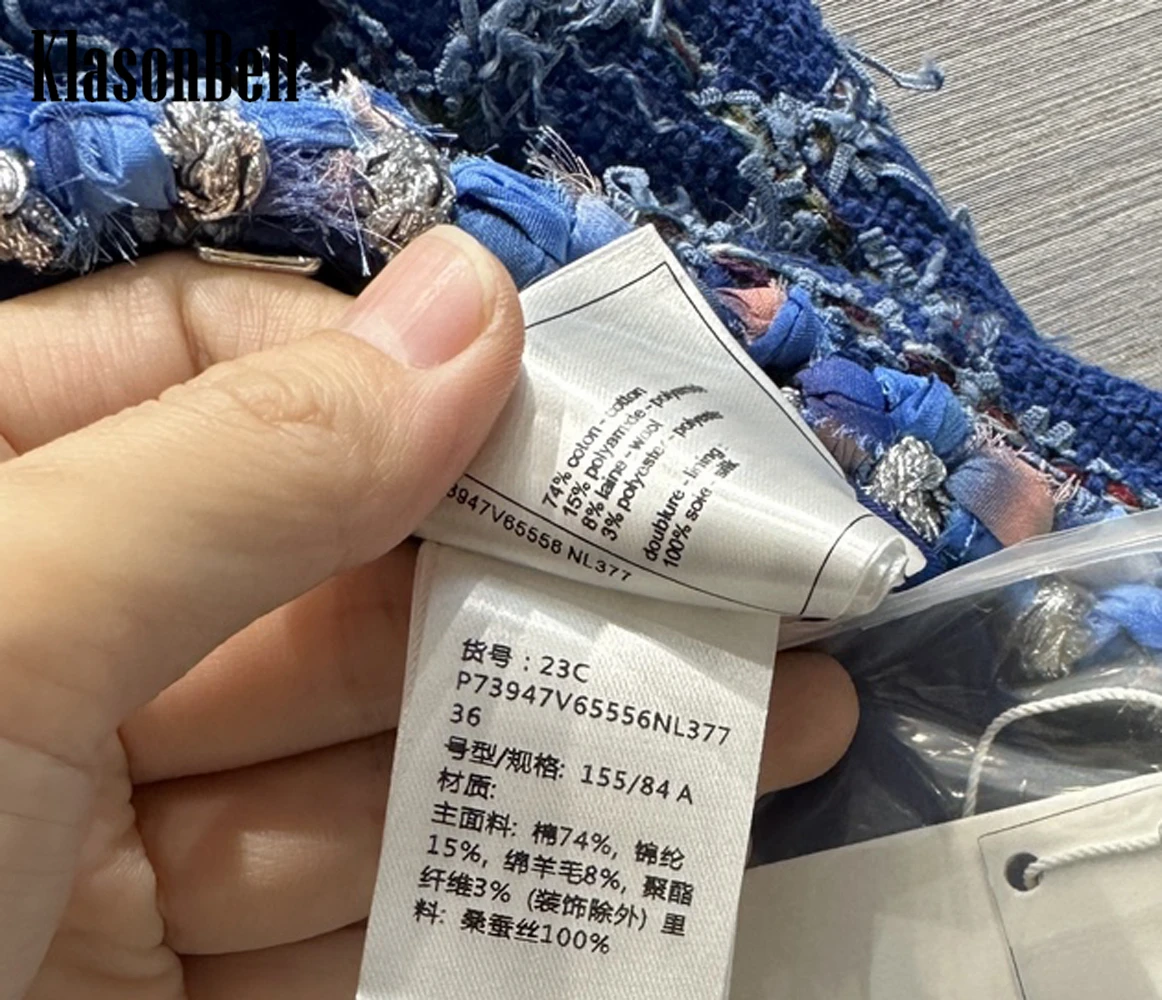 KlasonBell
74% coton - cotton
15% polyamide - polyamide
8% laine - wool
3% polyester - polyester
doublure - lining:
100% soie - silk
3947V65556 NL377
货号：23C
P73947V65556NL377
36
号型/规格: 155/84 A
材质:
主面料: 棉74%, 锦纶
15%, 绵羊毛8%, 聚酯
纤维3% (装饰除外) 里
料: 桑蚕丝100%